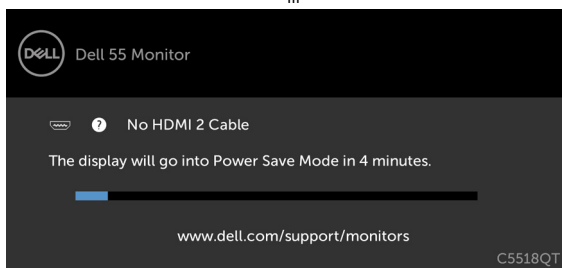 DELL
Dell 55 Monitor
? No HDMI 2 Cable
The display will go into Power Save Mode in 4 minutes.
www.dell.com/support/monitors
C5518QT